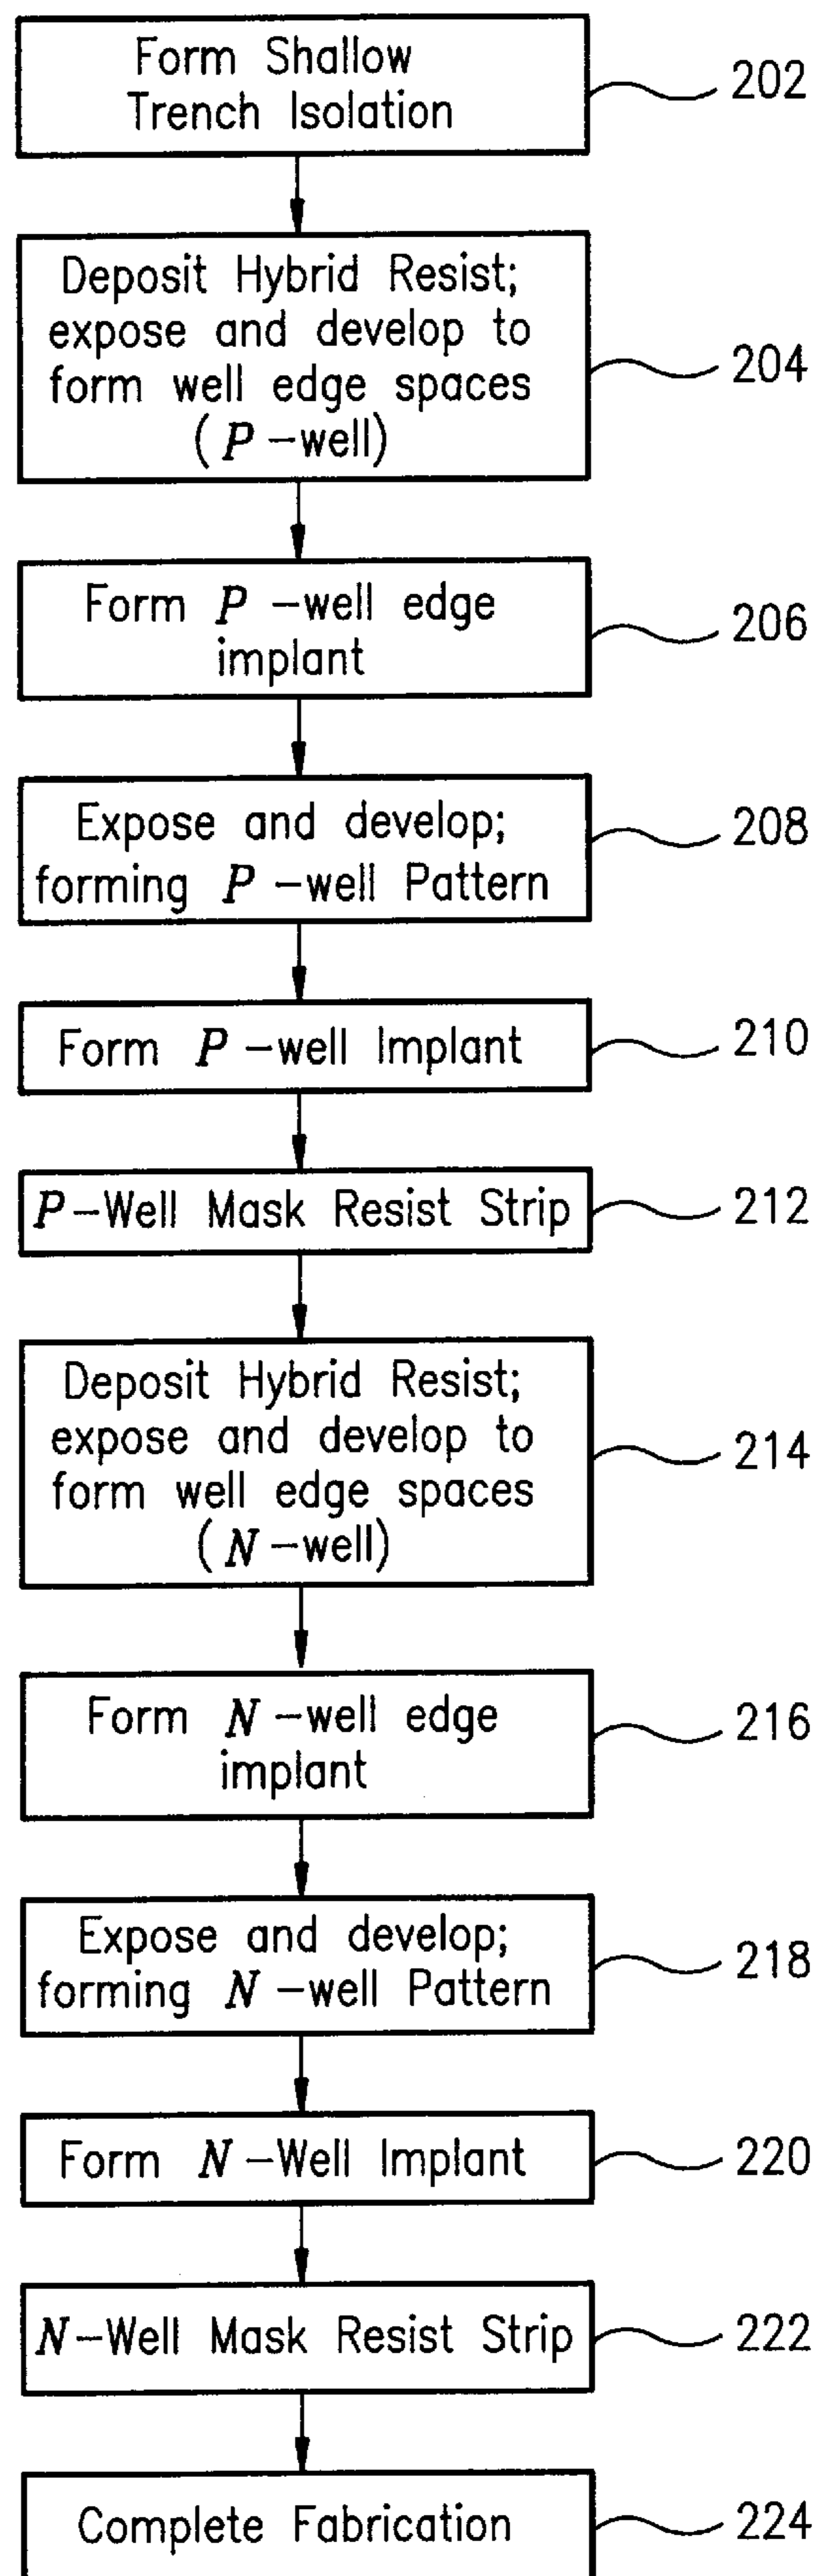 Form Shallow
Trench Isolation
202
Deposit Hybrid Resist;
expose and develop to
form well edge spaces
(P-well)
204
Form P-well edge
implant
206
Expose and develop;
forming P-well Pattern
208
Form P-well Implant
210
P-Well Mask Resist Strip
212
Deposit Hybrid Resist;
expose and develop to
form well edge spaces
(N-well)
214
Form N-well edge
implant
216
Expose and develop;
forming N-well Pattern
218
Form N-Well Implant
220
N-Well Mask Resist Strip
222
Complete Fabrication
224